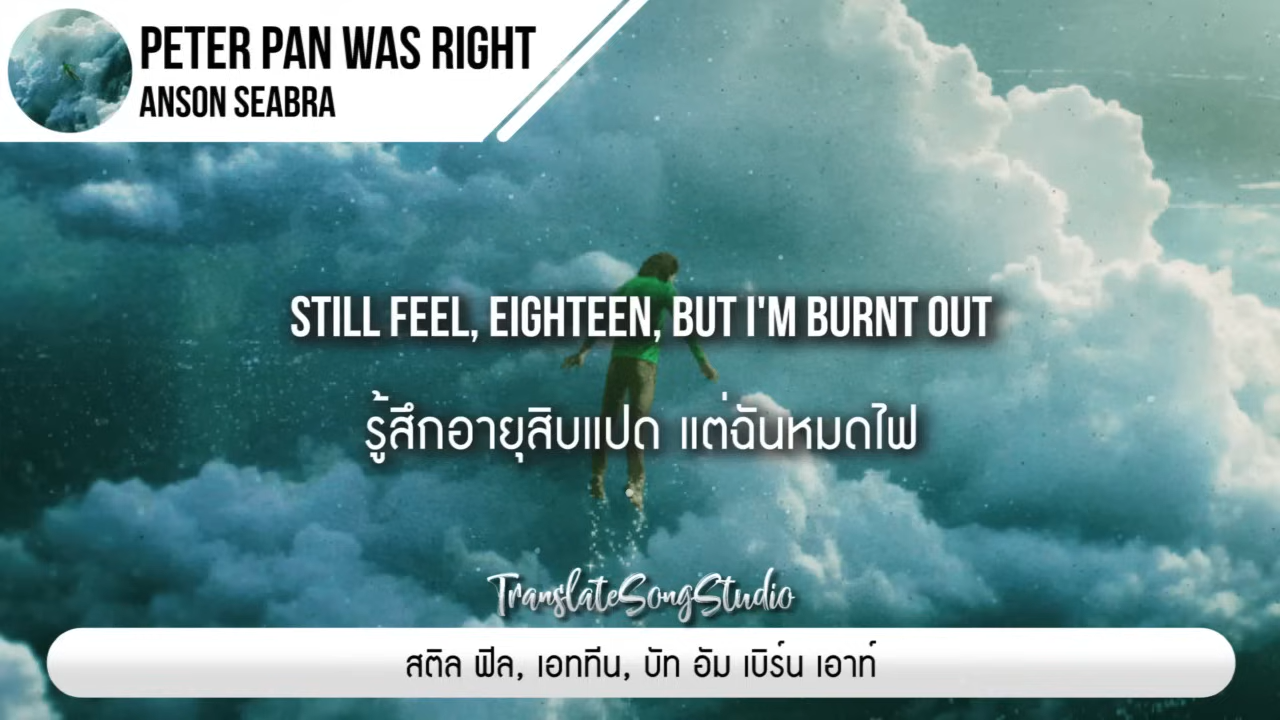 PETER PAN WAS RIGHT
ANSON SEABRA
STILL FEEL, EIGHTEEN, BUT I'M BURNT OUT
รู้สึกอายุสิบแปด แต่ฉันหมดไฟ
TranslateSongStudio
สติล ฟีล, เอททีน, บัท อัม เบิร์น เอาท์